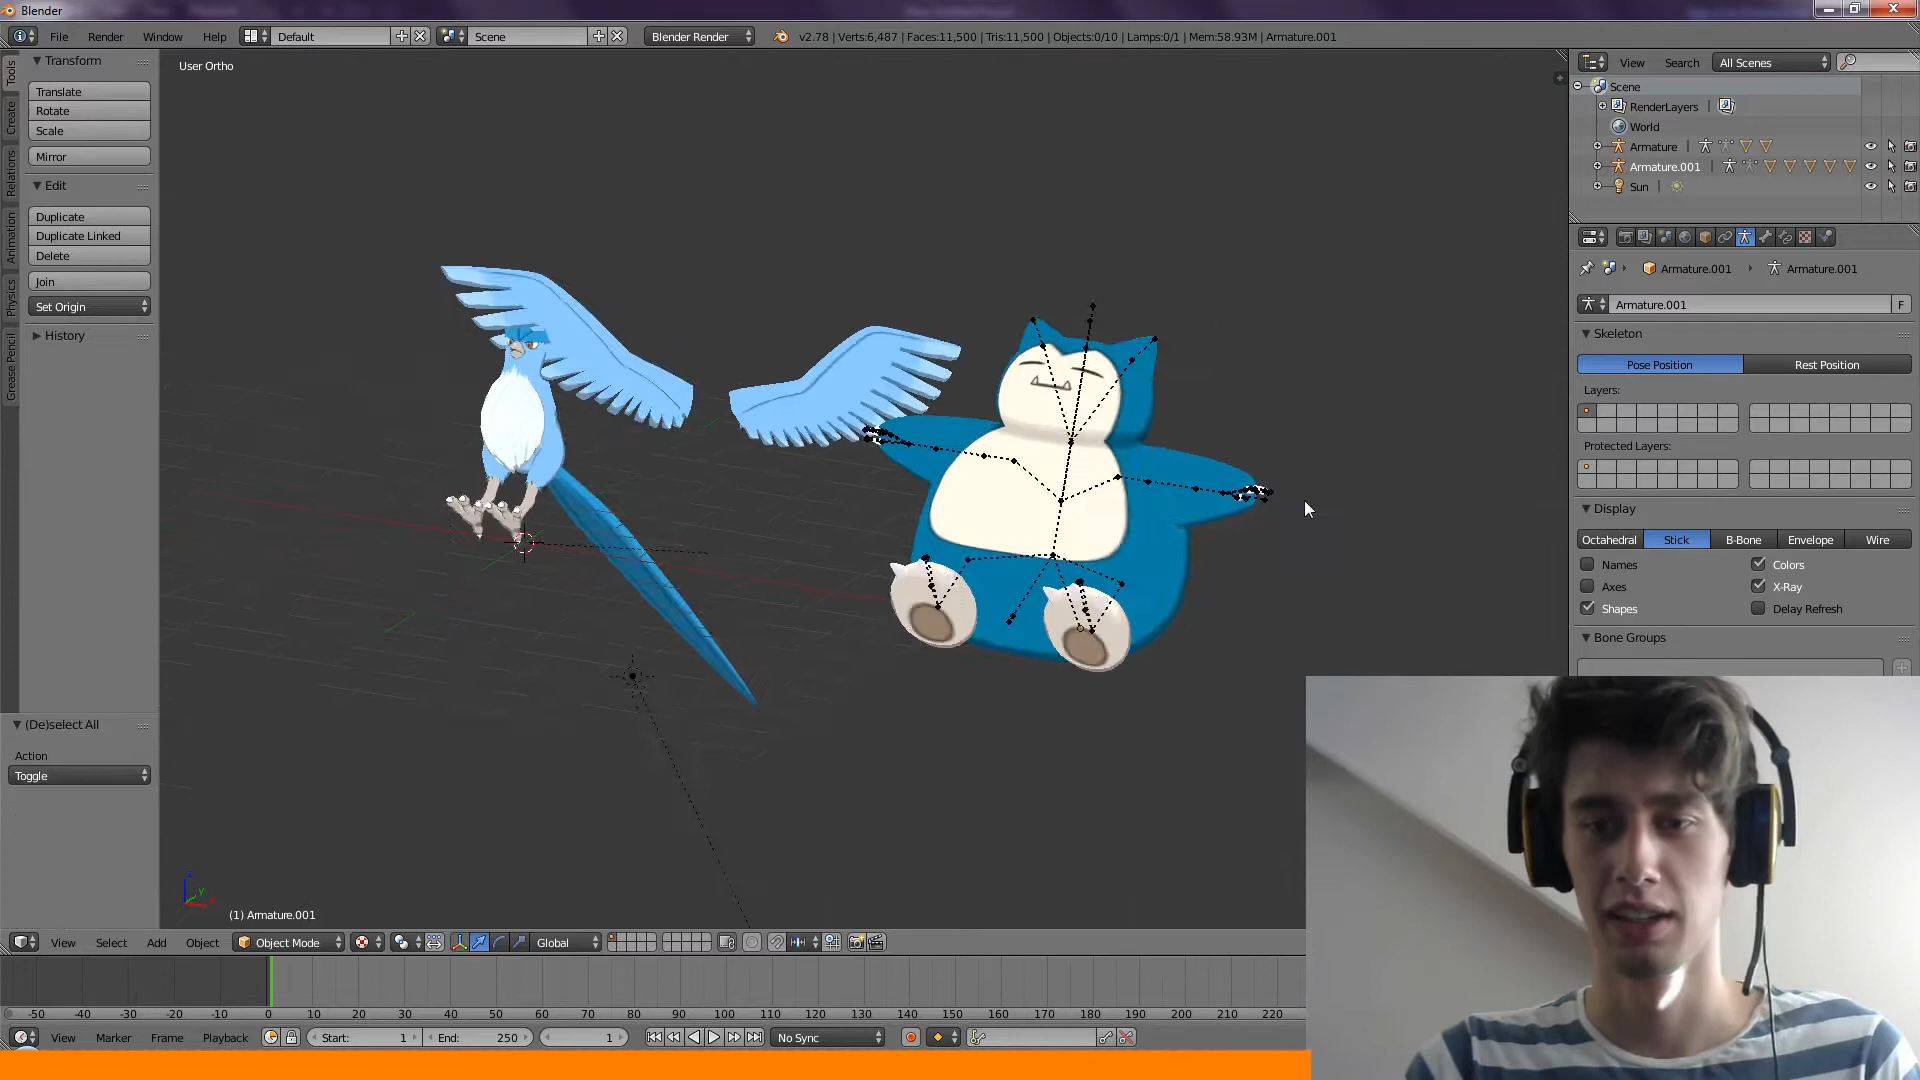 Blender
File Render Window Help Default Scene Blender Render v2.78 | Verts:6,487 | Faces:11,500 | Tris:11,500 | Objects:0/10 | Lamps:0/1 | Mem:58.93M | Armature.001
Tools
Create
Relations
Animation
Physics
Grease Pencil
Transform
Translate
Rotate
Scale
Mirror
Edit
Duplicate
Duplicate Linked
Delete
Join
Set Origin
History
(De)select All
Action
Toggle
User Ortho
z
y
x
(1) Armature.001
View Search All Scenes
Scene
RenderLayers |
World
Armature |
Armature.001 |
Sun |
Armature.001 Armature.001
Armature.001 F
Skeleton
Pose Position Rest Position
Layers:
Protected Layers:
Display
Octahedral Stick B-Bone Envelope Wire
Names Colors
Axes X-Ray
Shapes Delay Refresh
Bone Groups
View Select Add Object Object Mode Global
-50 -40 -30 -20 -10 0 10 20 30 40 50 60 70 80 90 100 110 120 130 140 150 160 170 180 190 200 210 220
View Marker Frame Playback Start: 1 End: 250 1 No Sync